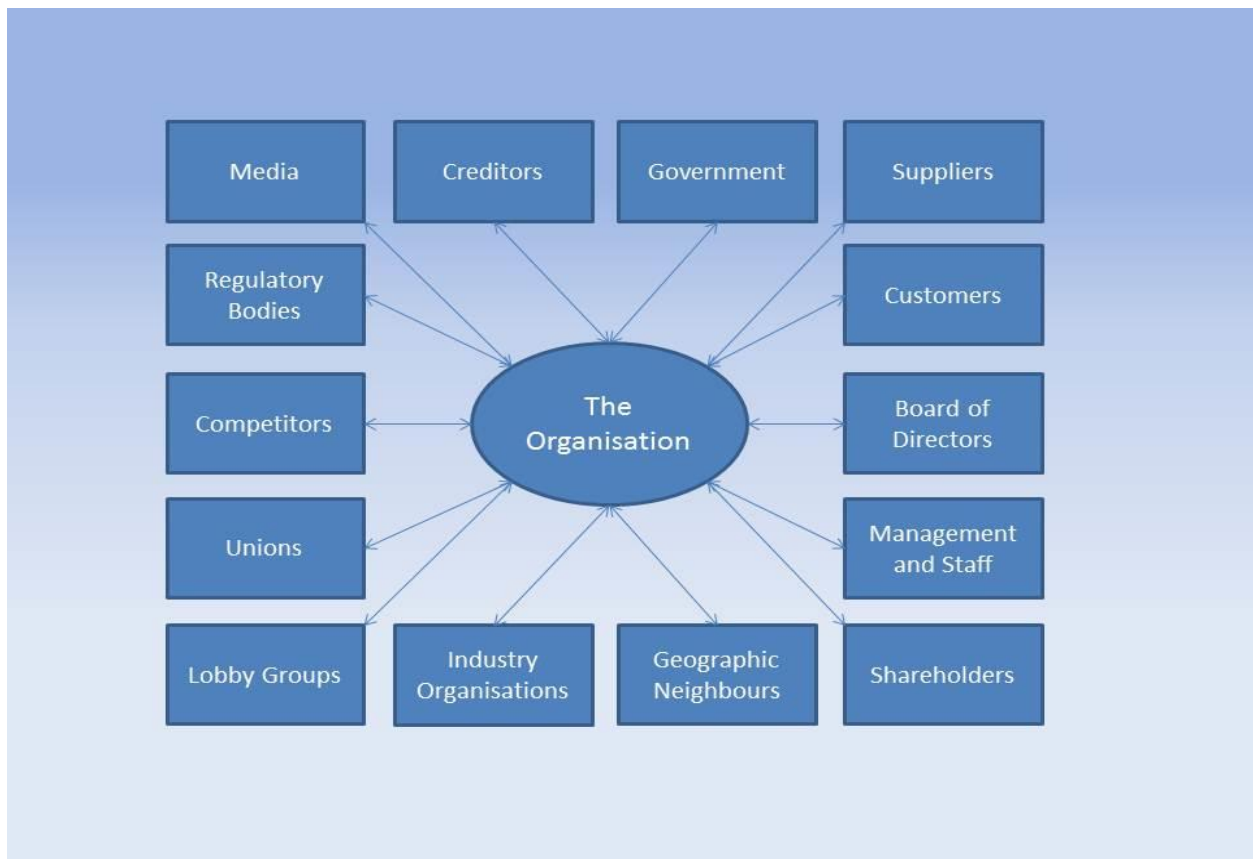 Media
Creditors
Government
Suppliers
Regulatory
Bodies
Customers
Competitors
The
Organisation
Board of
Directors
Unions
Management
and Staff
Lobby Groups
Industry
Organisations
Geographic
Neighbours
Shareholders